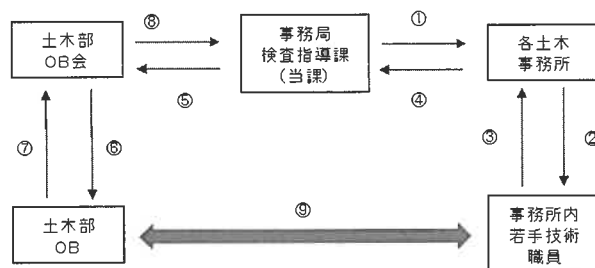 土木部
OB会
⑧
⑤
事務局
検査指導課
(当課)
①
④
各土木
事務所
⑦
⑥
③
②
土木部
OB
⑨
事務所内
若手技術
職員